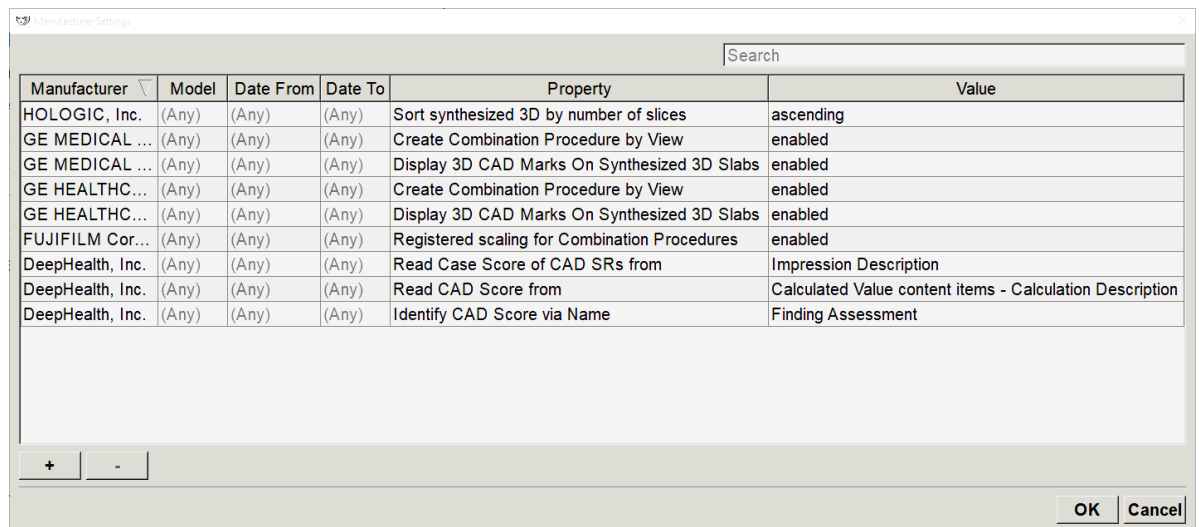 Manufacturer Settings
Search
Manufacturer Model Date From Date To Property Value
HOLOGIC, Inc. (Any) (Any) (Any) Sort synthesized 3D by number of slices ascending
GE MEDICAL ... (Any) (Any) (Any) Create Combination Procedure by View enabled
GE MEDICAL ... (Any) (Any) (Any) Display 3D CAD Marks On Synthesized 3D Slabs enabled
GE HEALTHC... (Any) (Any) (Any) Create Combination Procedure by View enabled
GE HEALTHC... (Any) (Any) (Any) Display 3D CAD Marks On Synthesized 3D Slabs enabled
FUJIFILM Cor... (Any) (Any) (Any) Registered scaling for Combination Procedures enabled
DeepHealth, Inc. (Any) (Any) (Any) Read Case Score of CAD SRs from Impression Description
DeepHealth, Inc. (Any) (Any) (Any) Read CAD Score from Calculated Value content items - Calculation Description
DeepHealth, Inc. (Any) (Any) (Any) Identify CAD Score via Name Finding Assessment
+ -
OK Cancel